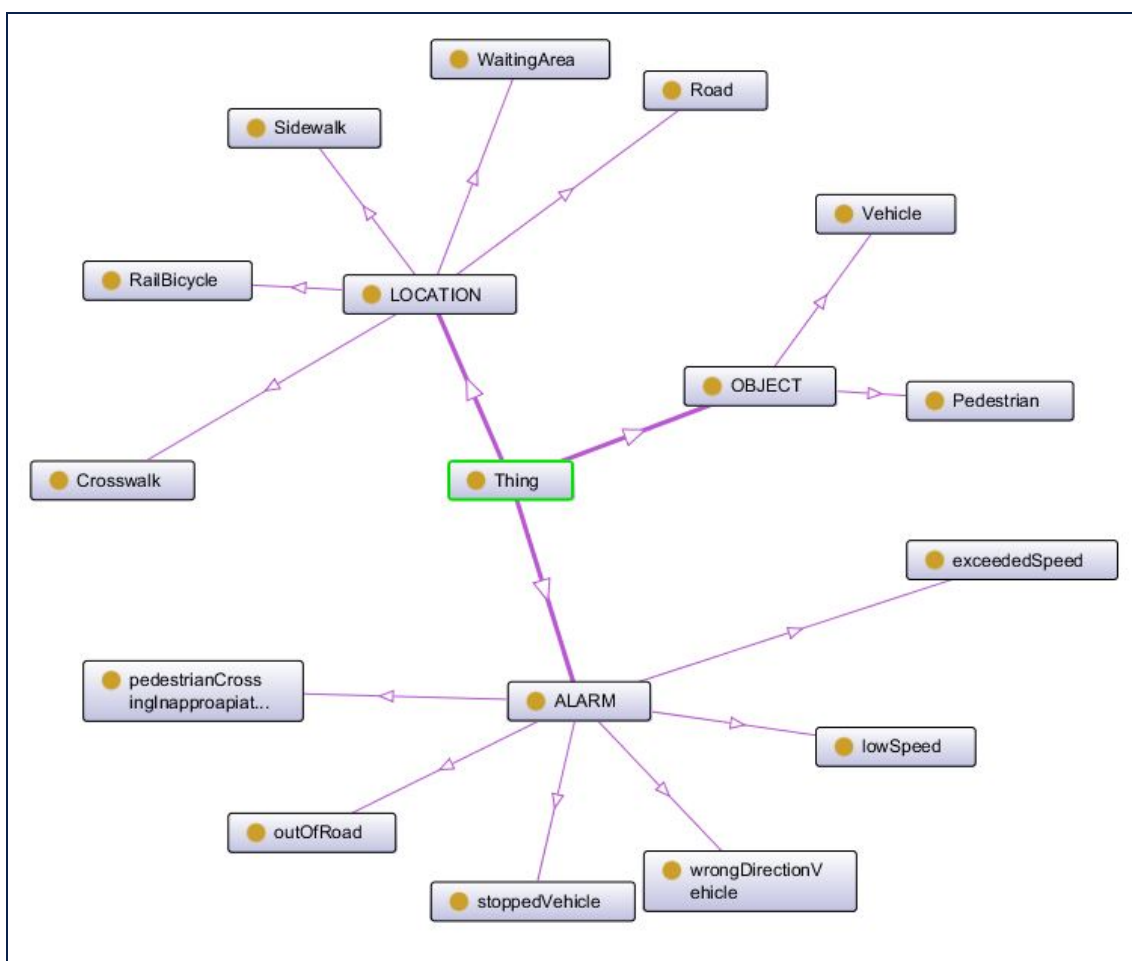 WaitingArea
Road
Sidewalk
Vehicle
RailBicycle
LOCATION
OBJECT
Pedestrian
Crosswalk
Thing
exceededSpeed
pedestrianCross
ingInapproapiat...
ALARM
lowSpeed
outOfRoad
wrongDirectionV
ehicle
stoppedVehicle